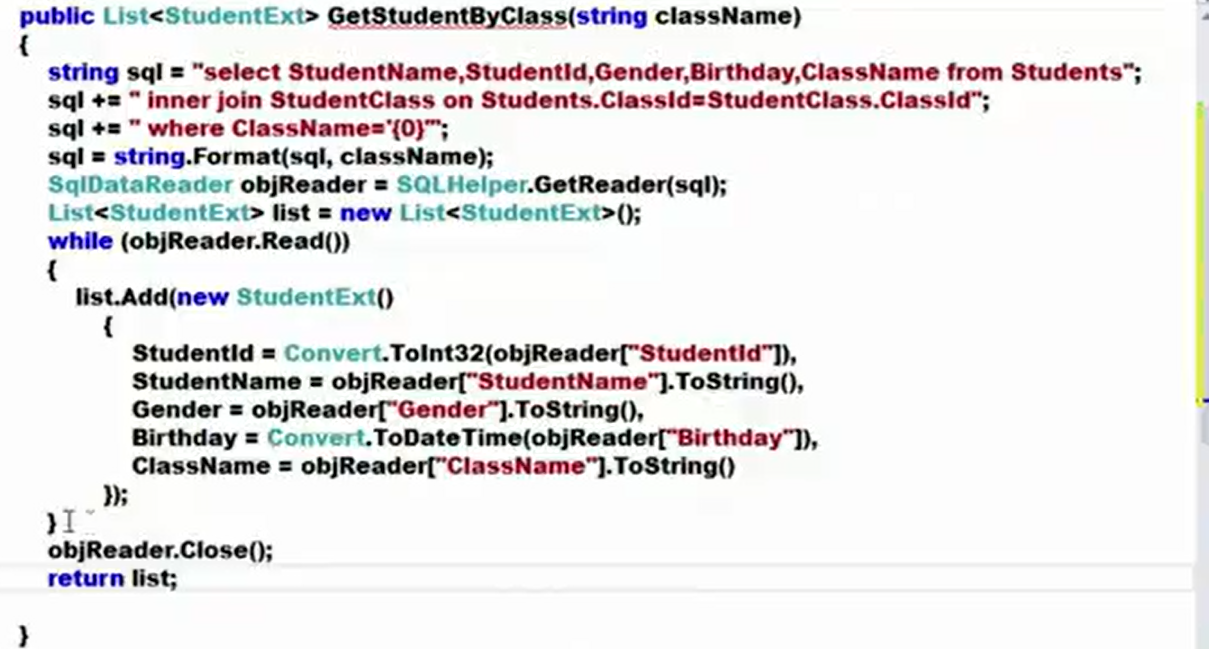 public List<StudentExt> GetStudentByClass(string className)
{
string sql = "select StudentName,StudentId,Gender,Birthday,ClassName from Students";
sql += " inner join StudentClass on Students.ClassId=StudentClass.ClassId";
sql += " where ClassName='{0}'";
sql = string.Format(sql, className);
SqlDataReader objReader = SQLHelper.GetReader(sql);
List<StudentExt> list = new List<StudentExt>();
while (objReader.Read())
{
list.Add(new StudentExt()
{
StudentId = Convert.ToInt32(objReader["StudentId"]),
StudentName = objReader["StudentName"].ToString(),
Gender = objReader["Gender"].ToString(),
Birthday = Convert.ToDateTime(objReader["Birthday"]),
ClassName = objReader["ClassName"].ToString()
});
}
objReader.Close();
return list;
}